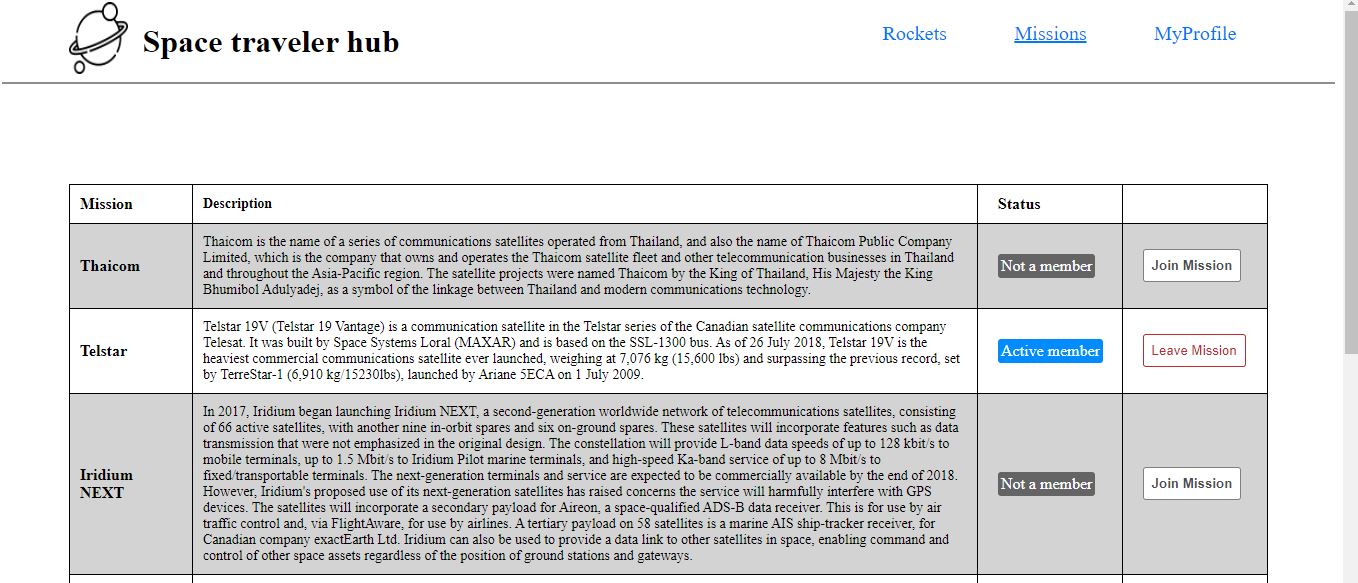 Space traveler hub
Rockets
Missions
MyProfile
Mission
Description
Status
Thaicom
Thaicom is the name of a series of communications satellites operated from Thailand, and also the name of Thaicom Public Company
Limited, which is the company that owns and operates the Thaicom satellite fleet and other telecommunication businesses in Thailand
and throughout the Asia-Pacific region. The satellite projects were named Thaicom by the King of Thailand, His Majesty the King
Bhumibol Adulyadej, as a symbol of the linkage between Thailand and modern communications technology.
Not a member
Join Mission
Telstar
Telstar 19V (Telstar 19 Vantage) is a communication satellite in the Telstar series of the Canadian satellite communications company
Telesat. It was built by Space Systems Loral (MAXAR) and is based on the SSL-1300 bus. As of 26 July 2018, Telstar 19V is the
heaviest commercial communications satellite ever launched, weighing at 7,076 kg (15,600 lbs) and surpassing the previous record, set
by TerreStar-1 (6,910 kg/15230lbs), launched by Ariane 5ECA on 1 July 2009.
Active member
Leave Mission
Iridium
NEXT
In 2017, Iridium began launching Iridium NEXT, a second-generation worldwide network of telecommunications satellites, consisting
of 66 active satellites, with another nine in-orbit spares and six on-ground spares. These satellites will incorporate features such as data
transmission that were not emphasized in the original design. The constellation will provide L-band data speeds of up to 128 kbit/s to
mobile terminals, up to 1.5 Mbit/s to Iridium Pilot marine terminals, and high-speed Ka-band service of up to 8 Mbit/s to
fixed/transportable terminals. The next-generation terminals and service are expected to be commercially available by the end of 2018.
However, Iridium's proposed use of its next-generation satellites has raised concerns the service will harmfully interfere with GPS
devices. The satellites will incorporate a secondary payload for Aireon, a space-qualified ADS-B data receiver. This is for use by air
traffic control and, via FlightAware, for use by airlines. A tertiary payload on 58 satellites is a marine AIS ship-tracker receiver, for
Canadian company exactEarth Ltd. Iridium can also be used to provide a data link to other satellites in space, enabling command and
control of other space assets regardless of the position of ground stations and gateways.
Not a member
Join Mission